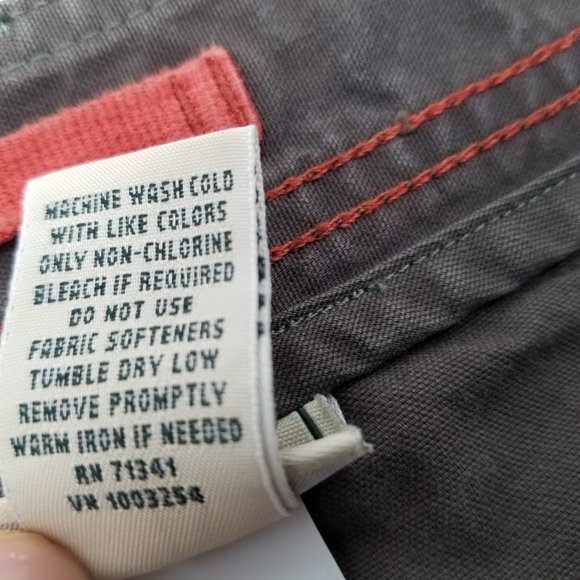 MACHINE WASH COLD
WITH LIKE COLORS
ONLY NON-CHLORINE
BLEACH IF REQUIRED
DO NOT USE
FABRIC SOFTENERS
TUMBLE DRY LOW
REMOVE PROMPTLY
WARM IRON IF NEEDED
RN 71341
VN 1003254